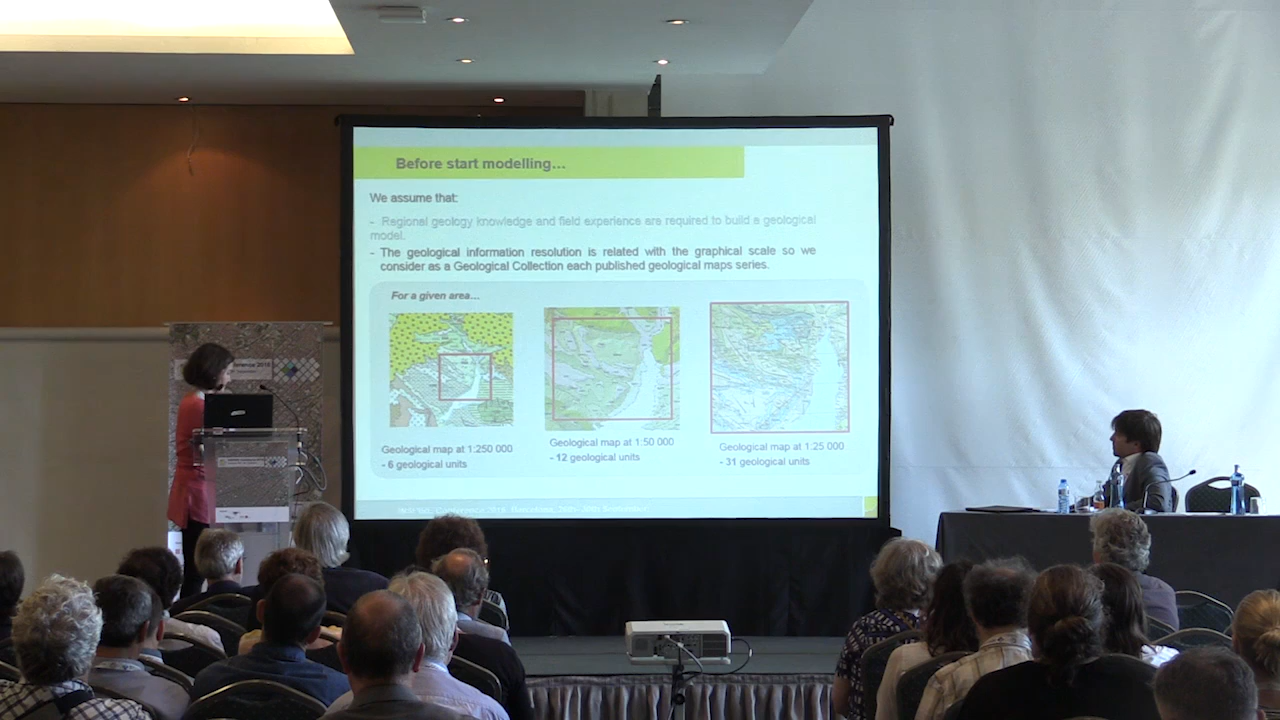 Before start modelling...
We assume that:
- Regional geology knowledge and field experience are required to build a geological
model.
- The geological information resolution is related with the graphical scale so we
consider as a Geological Collection each published geological maps series.
For a given area...
Geological map at 1:250 000
- 6 geological units
Geological map at 1:50 000
- 12 geological units
Geological map at 1:25 000
- 31 geological units